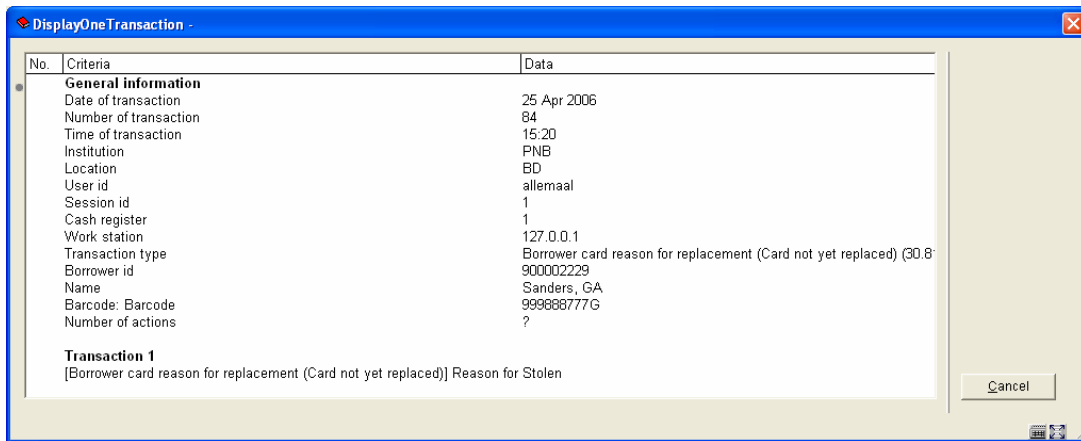 DisplayOneTransaction -
No. Criteria Data
General information
Date of transaction 25 Apr 2006
Number of transaction 84
Time of transaction 15:20
Institution PNB
Location BD
User id allemaal
Session id 1
Cash register 1
Work station 127.0.0.1
Transaction type Borrower card reason for replacement (Card not yet replaced) (30.8
Borrower id 900002229
Name Sanders, GA
Barcode: Barcode 999888777G
Number of actions ?
Transaction 1
[Borrower card reason for replacement (Card not yet replaced)] Reason for Stolen
Cancel